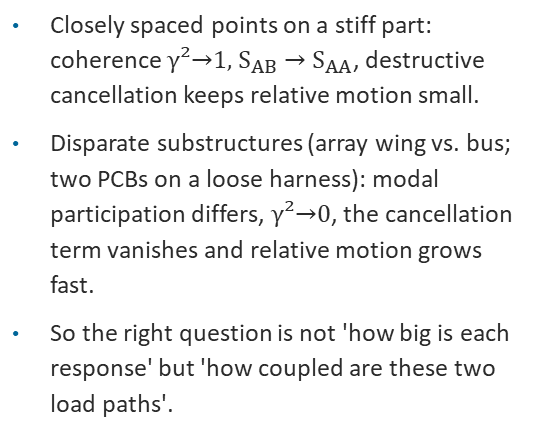 • Closely spaced points on a stiff part:
coherence γ²→1, S_AB → S_AA, destructive
cancellation keeps relative motion small.
• Disparate substructures (array wing vs. bus;
two PCBs on a loose harness): modal
participation differs, γ²→0, the cancellation
term vanishes and relative motion grows
fast.
• So the right question is not 'how big is each
response' but 'how coupled are these two
load paths'.